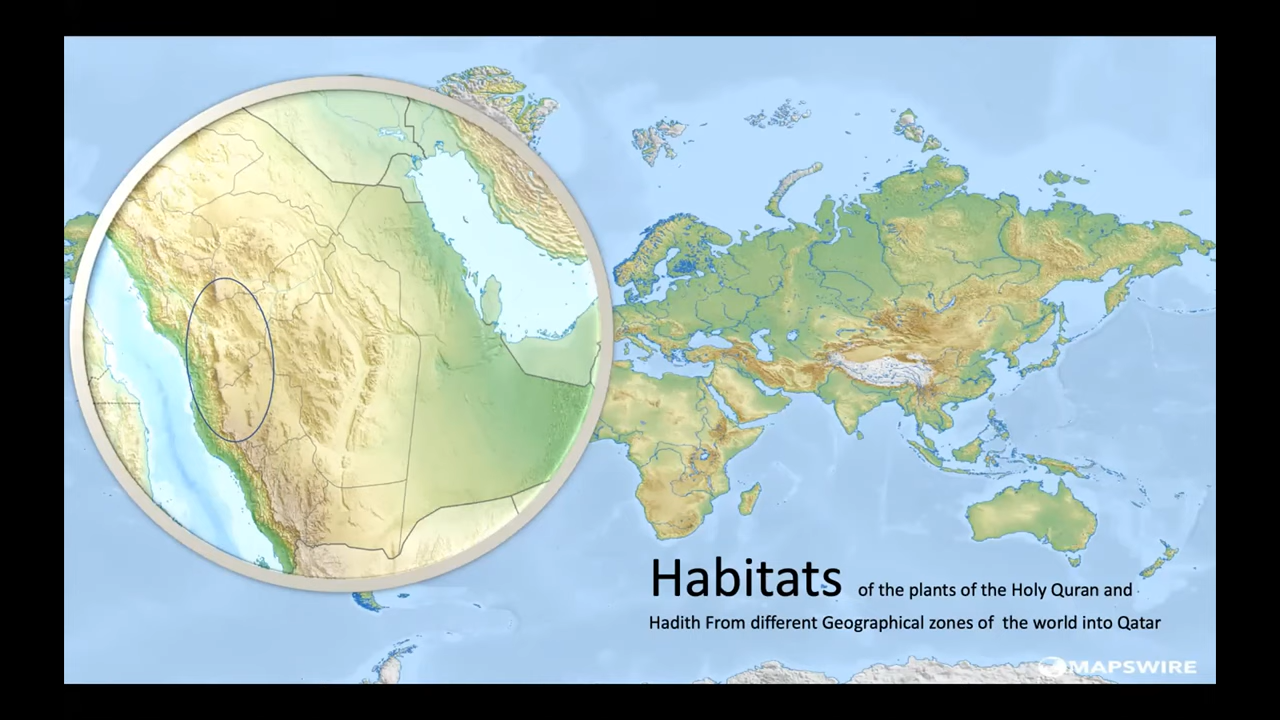 Habitats of the plants of the Holy Quran and
Hadith From different Geographical zones of the world into Qatar
MAPSWIRE